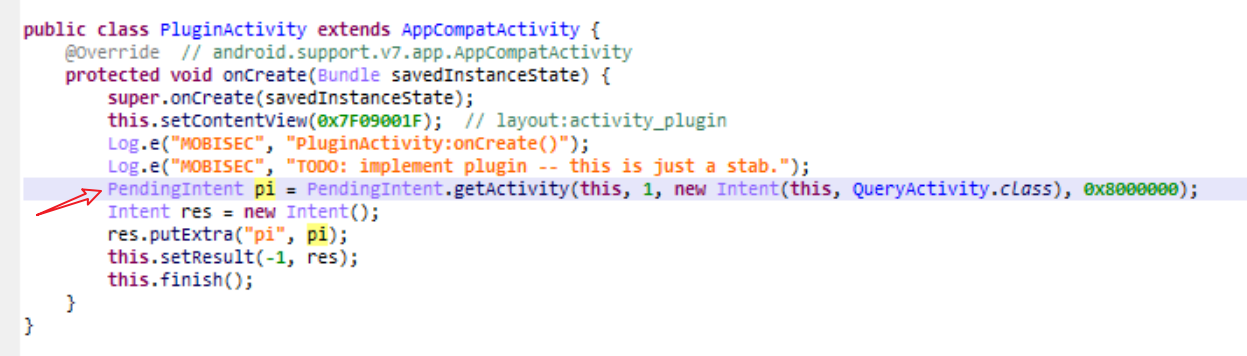 public class PluginActivity extends AppCompatActivity {
    @Override  // android.support.v7.app.AppCompatActivity
    protected void onCreate(Bundle savedInstanceState) {
        super.onCreate(savedInstanceState);
        this.setContentView(0x7F09001F);  // layout:activity_plugin
        Log.e("MOBISEC", "PluginActivity:onCreate()");
        Log.e("MOBISEC", "TODO: implement plugin -- this is just a stab.");
        PendingIntent pi = PendingIntent.getActivity(this, 1, new Intent(this, QueryActivity.class), 0x8000000);
        Intent res = new Intent();
        res.putExtra("pi", pi);
        this.setResult(-1, res);
        this.finish();
    }
}